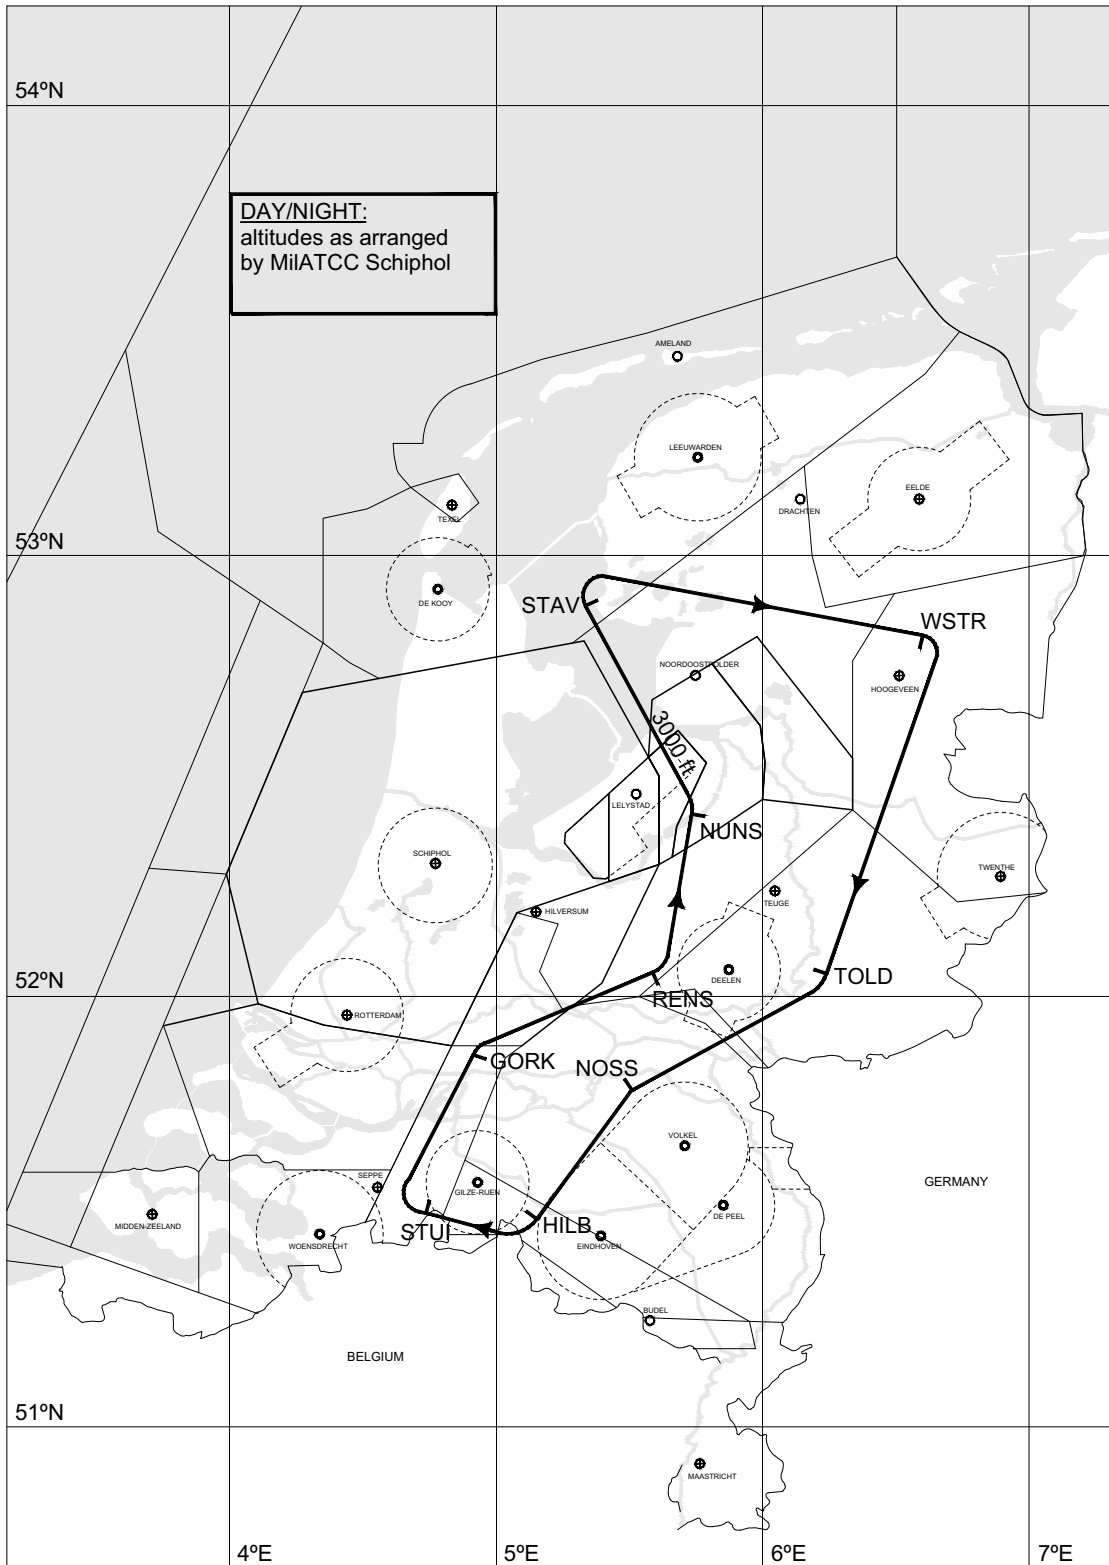 54ºN
DAY/NIGHT:
altitudes as arranged
by MilATCC Schiphol
AMELAND
LEEUWARDEN
EELDE
DRACHTEN
TEXEL
53ºN
DE KOOY
STAV
WSTR
NOORDOOSTPOLDER
HOOGEVEEN
3000 ft.
LELYSTAD
NUNS
SCHIPHOL
TWENTHE
TEUGE
HILVERSUM
52ºN
DEELEN
TOLD
RENS
ROTTERDAM
GORK
NOSS
VOLKEL
SEPPE
GILZE-RIJEN
GERMANY
MIDDEN-ZEELAND
DE PEEL
STUI
HILB
WOENSDRECHT
EINDHOVEN
BUDEL
BELGIUM
51ºN
MAASTRICHT
4ºE
5ºE
6ºE
7ºE